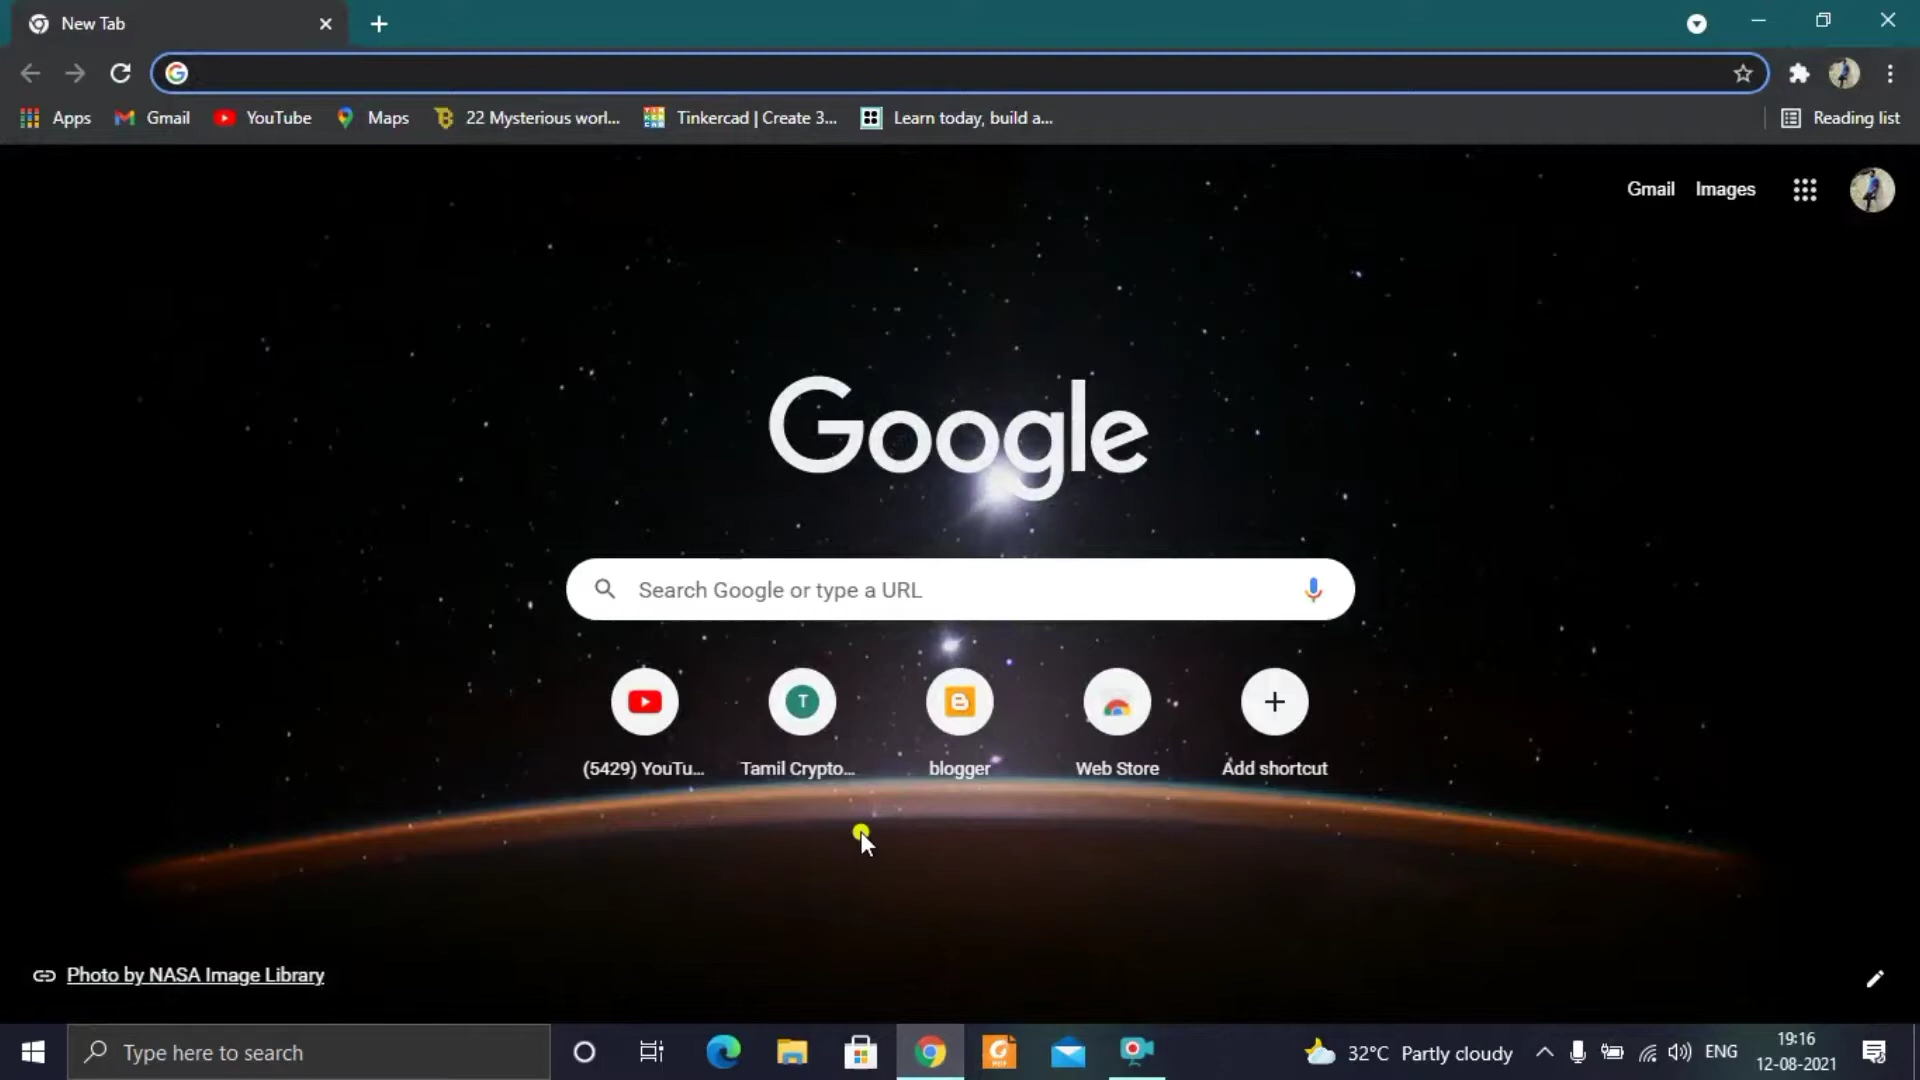 New Tab
Apps Gmail YouTube Maps 22 Mysterious worl... Tinkercad | Create 3... Learn today, build a... Reading list
Gmail Images
Google
Search Google or type a URL
T
(5429) YouTu... Tamil Crypto... blogger Web Store Add shortcut
Photo by NASA Image Library
Type here to search
32°C Partly cloudy ENG
19:16
12-08-2021